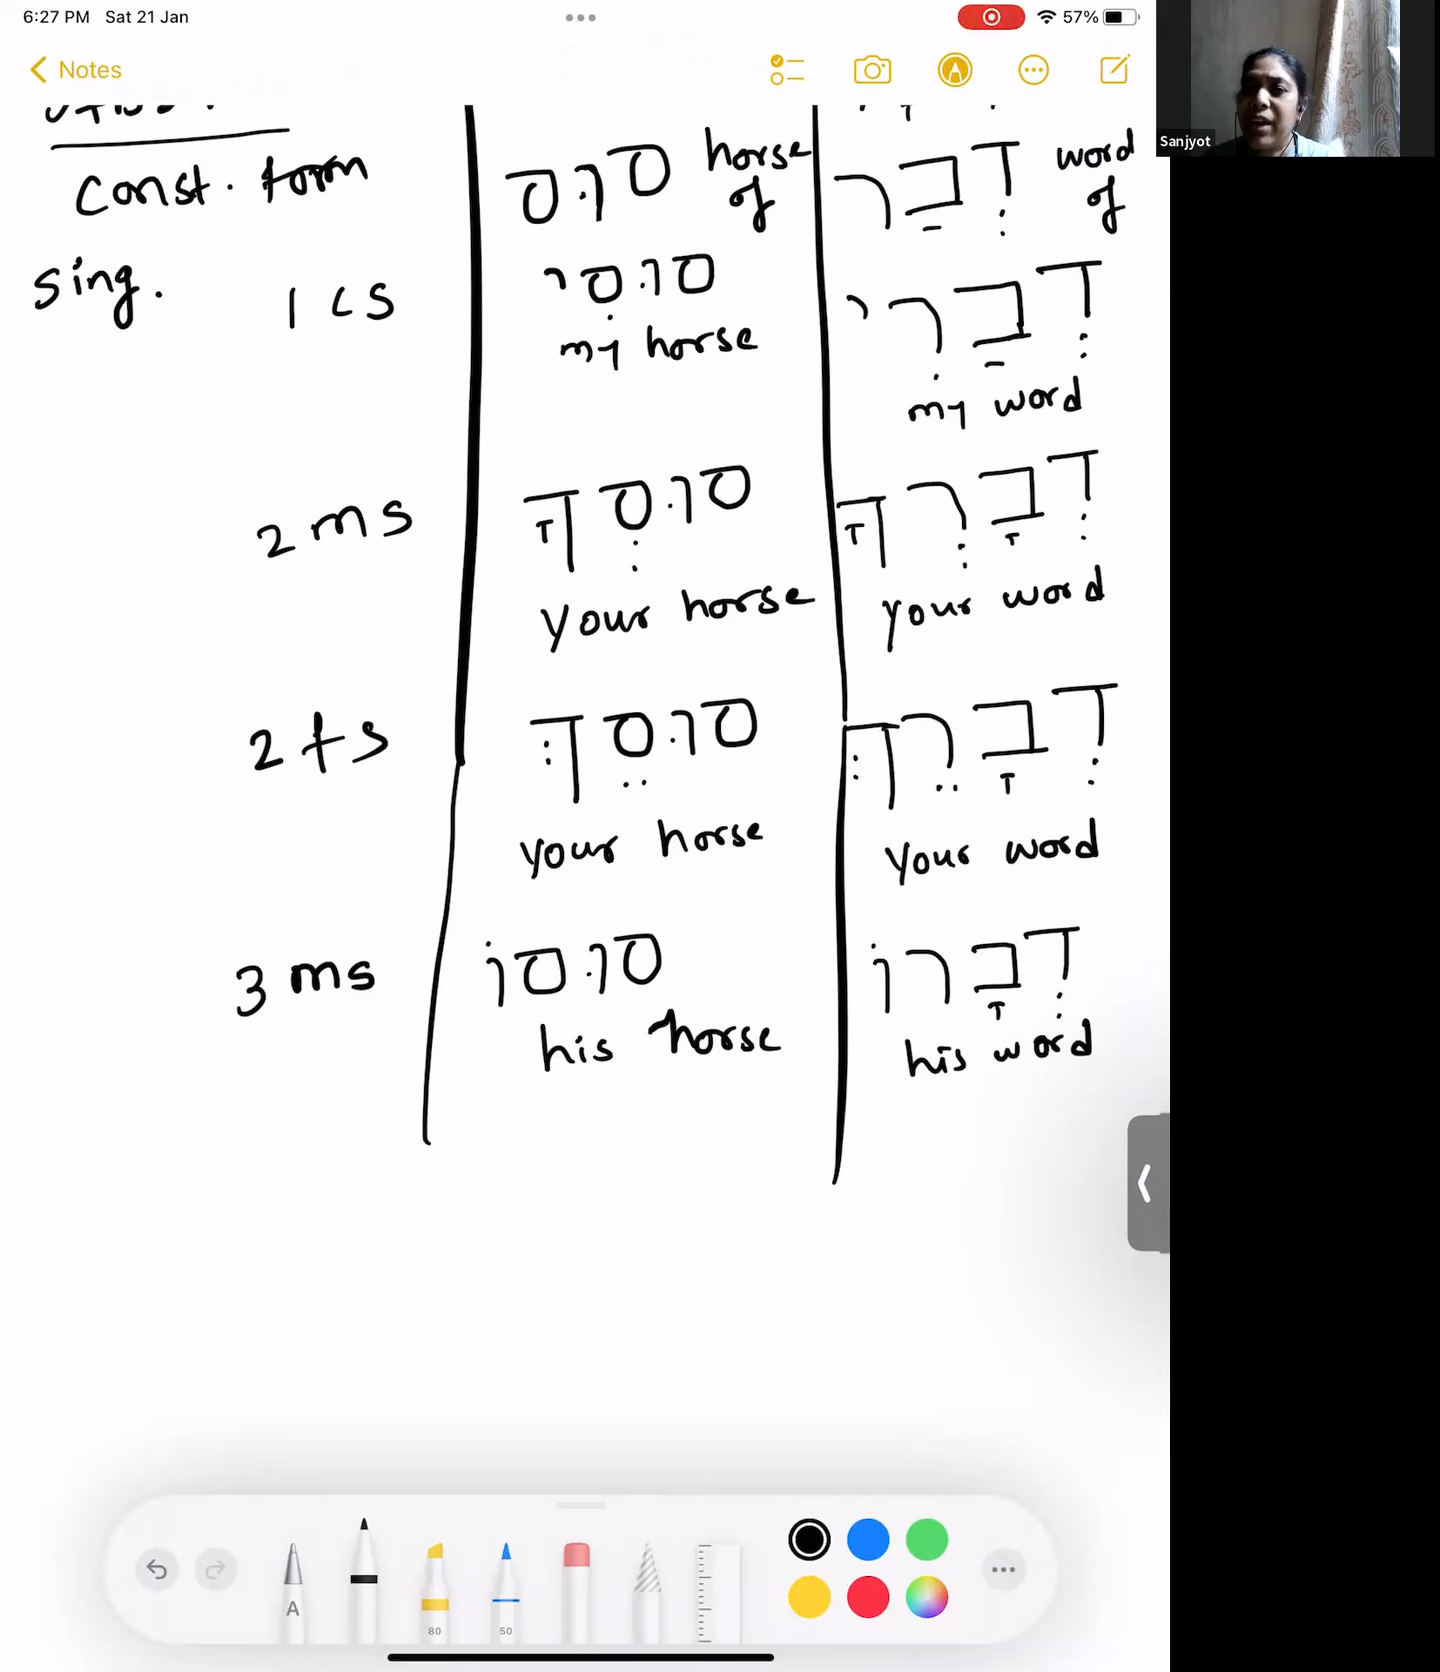 6:27 PM Sat 21 Jan
57%
Notes
Sanjyot
Const. form סוּס horse of דְבַר word of
Sing. 1 CS סוּסִי דְבַרִי
my horse my word
2 ms סוּסְךָ דְבָרְךָ
your horse your word
2 fs סוּסֵךְ דְבָרֵךְ
your horse your word
3 ms סוּסוֹ דְבָרוֹ
his horse his word
A
80
50